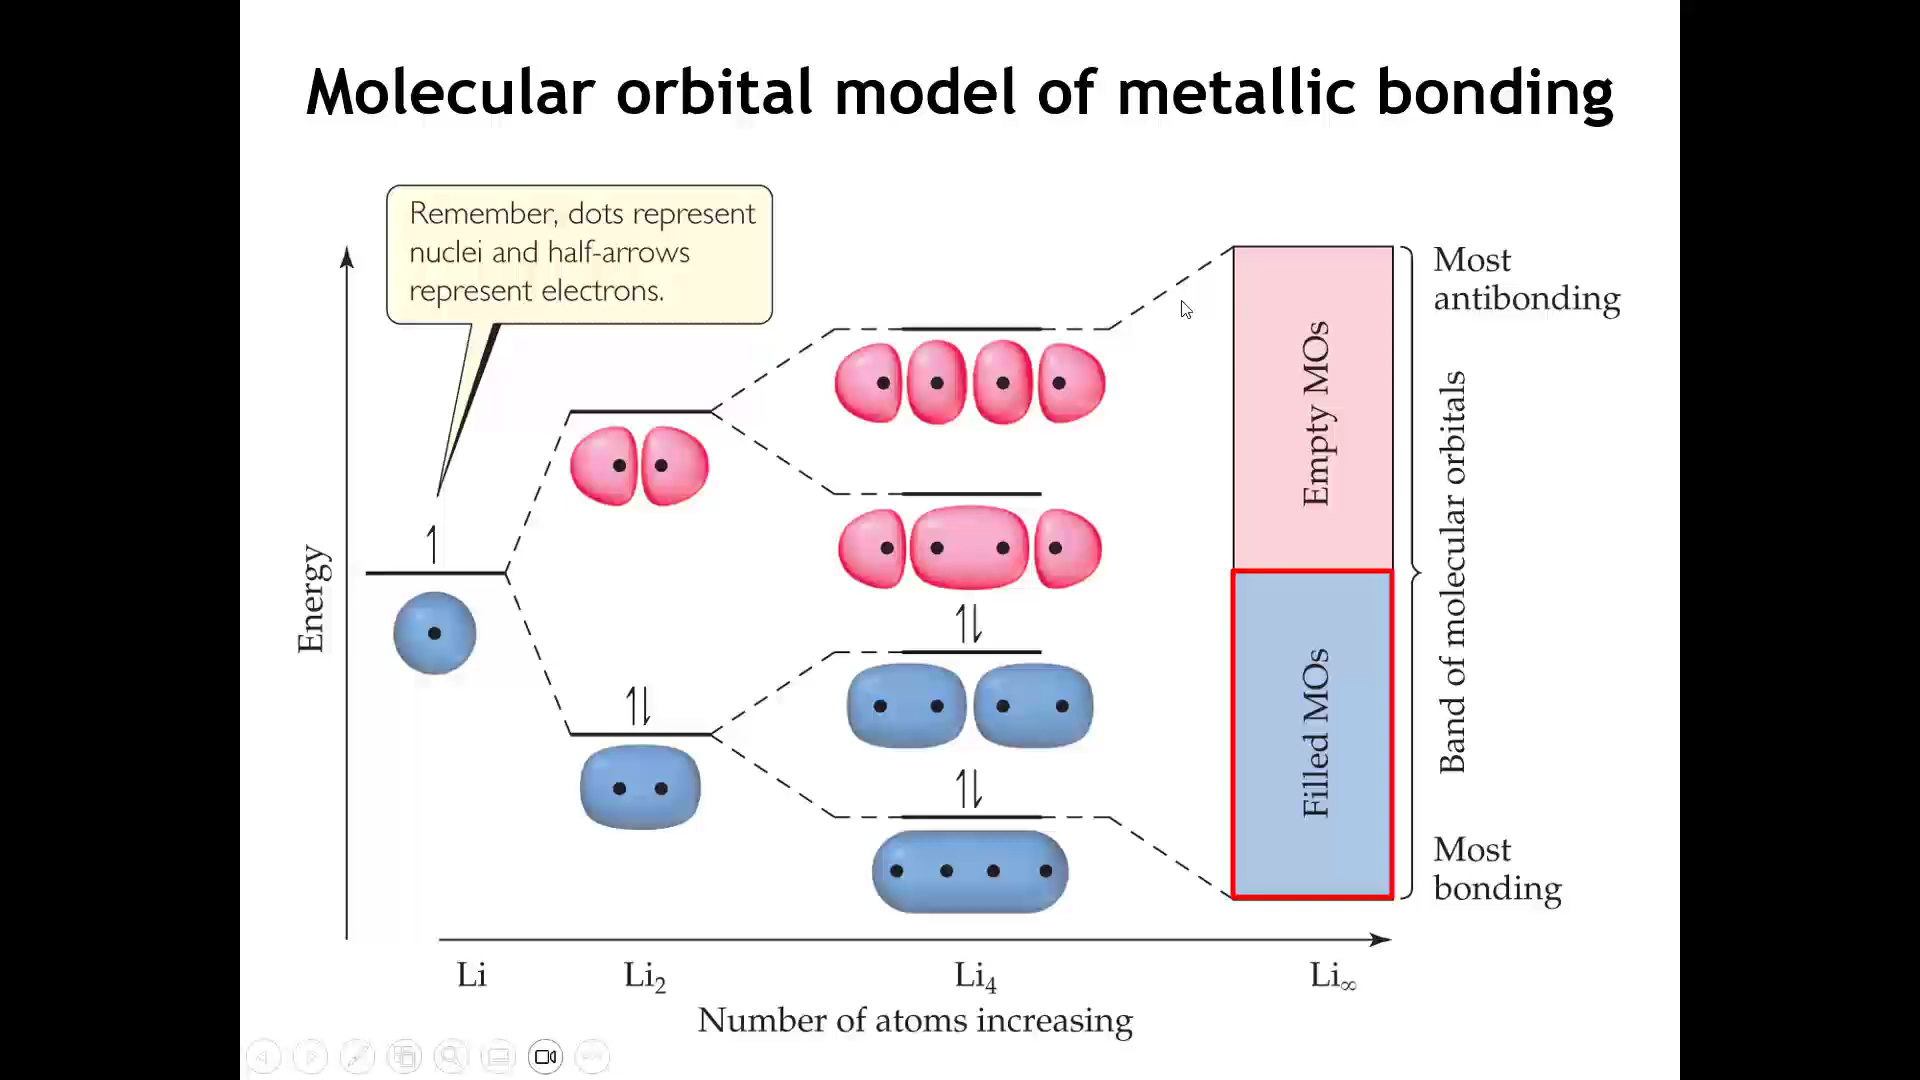 Molecular orbital model of metallic bonding
Remember, dots represent
nuclei and half-arrows
represent electrons.
Energy
Most
antibonding
Empty MOs
Filled MOs
Band of molecular orbitals
Most
bonding
Li
Li₂
Li₄
Li∞
Number of atoms increasing